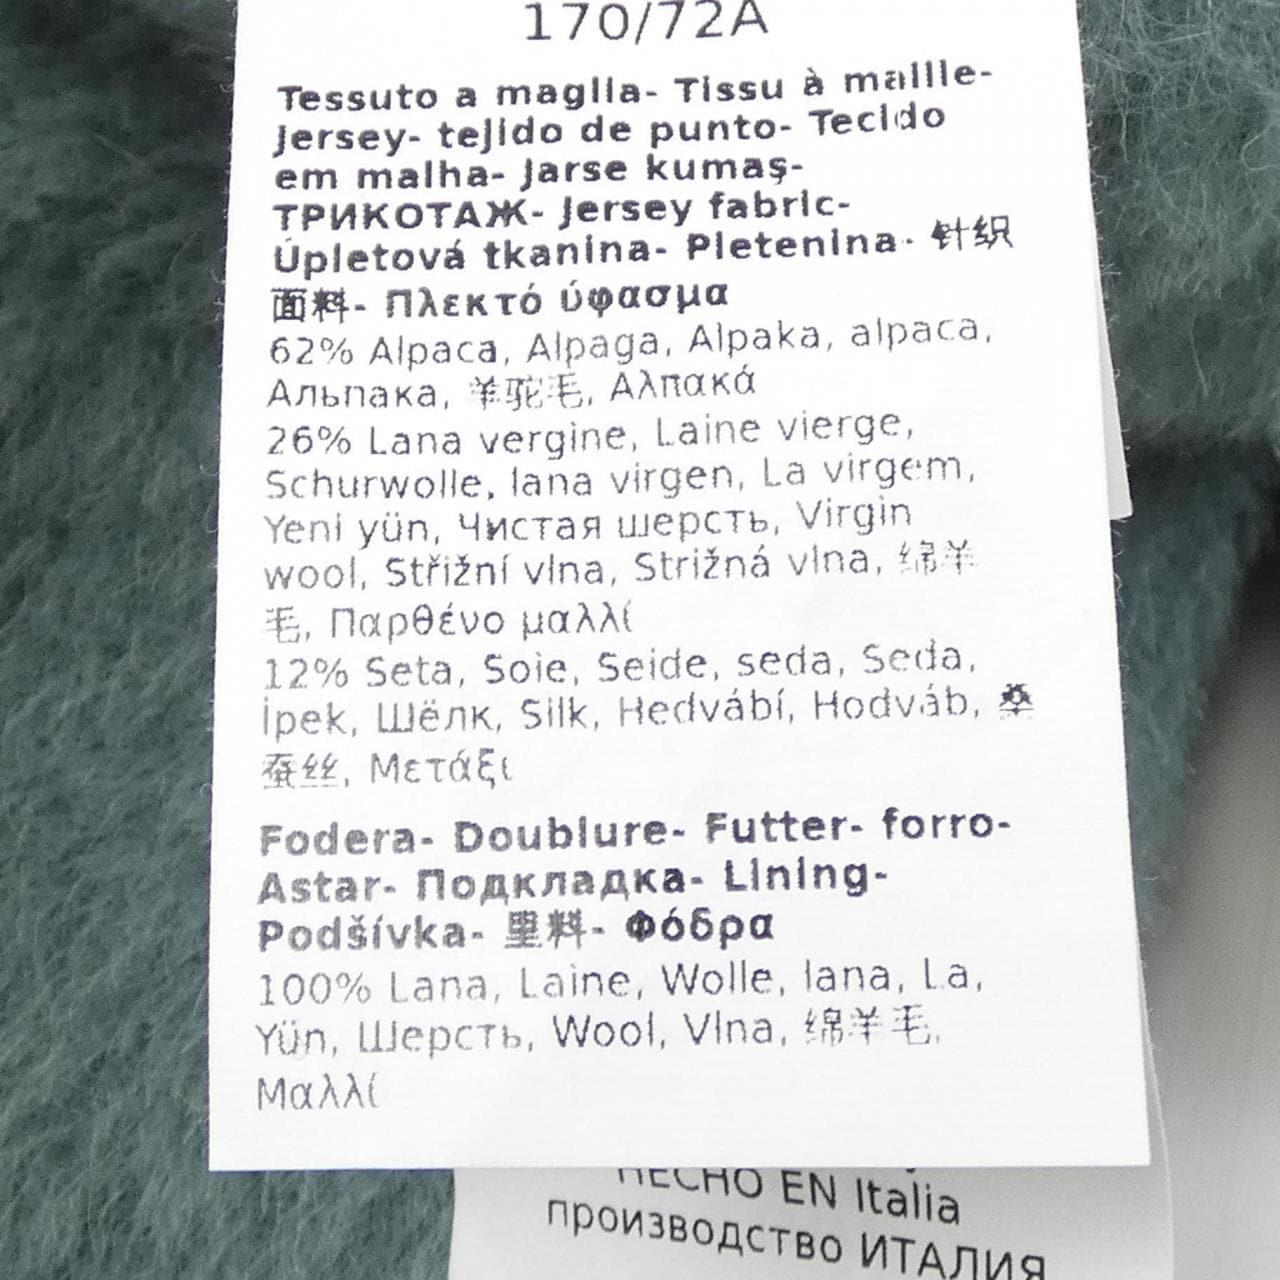 170/72A
Tessuto a maglia- Tissu à maille-
Jersey- tejido de punto- Tecido
em malha- Jarse kumaş-
ТРИКОТАЖ- Jersey fabric-
Úpletová tkanina- Pletenina- 针织
面料- Πλεκτό ύφασμα
62% Alpaca, Alpaga, Alpaka, alpaca,
Альпака, 羊驼毛, Αλπακά
26% Lana vergine, Laine vierge,
Schurwolle, lana virgen, La virgem,
Yeni yün, Чистая шерсть, Virgin
wool, Střižní vlna, Strižná vlna, 绵羊
毛, Παρθένο μαλλί
12% Seta, Soie, Seide, seda, Seda,
İpek, Шёлк, Silk, Hedvábí, Hodváb, 桑
蚕丝, Μετάξι
Fodera- Doublure- Futter- forro-
Astar- Подкладка- Lining-
Podšívka- 里料- Φόδρα
100% Lana, Laine, Wolle, lana, La,
Yün, Шерсть, Wool, Vlna, 绵羊毛,
Μαλλί
HECHO EN Italia
производство ИТАЛИЯ